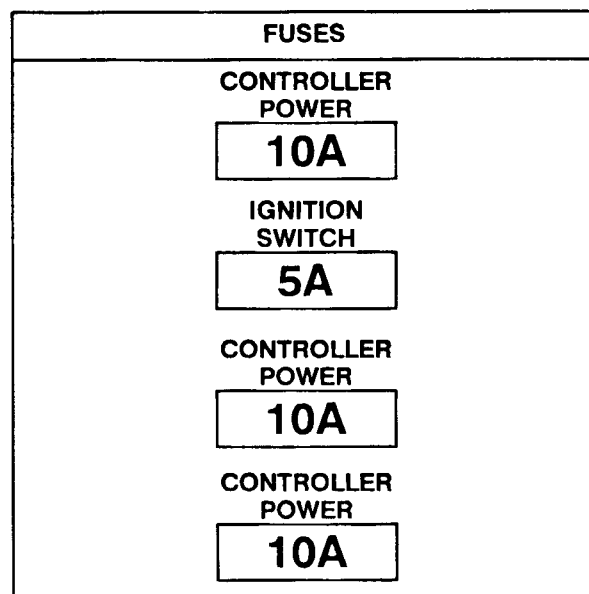 FUSES
CONTROLLER
POWER
10A
IGNITION
SWITCH
5A
CONTROLLER
POWER
10A
CONTROLLER
POWER
10A